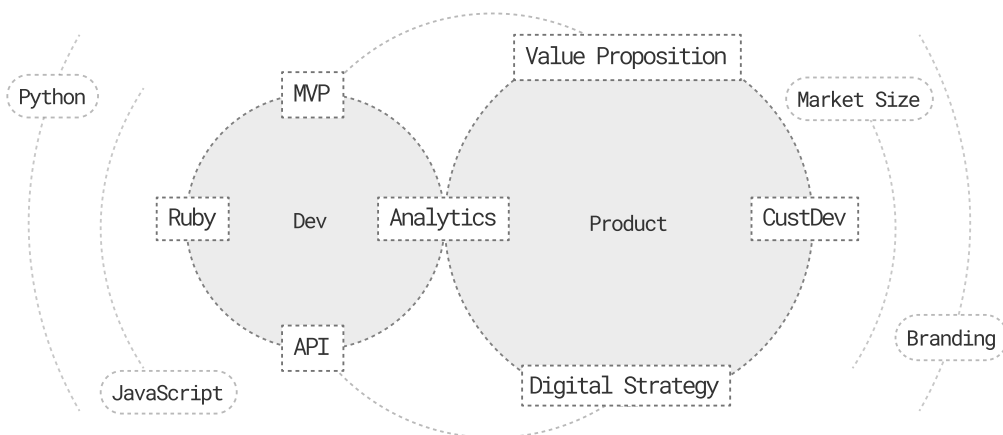 Value Proposition
MVP
Python
Market Size
Ruby
Dev
Analytics
Product
CustDev
API
Branding
JavaScript
Digital Strategy